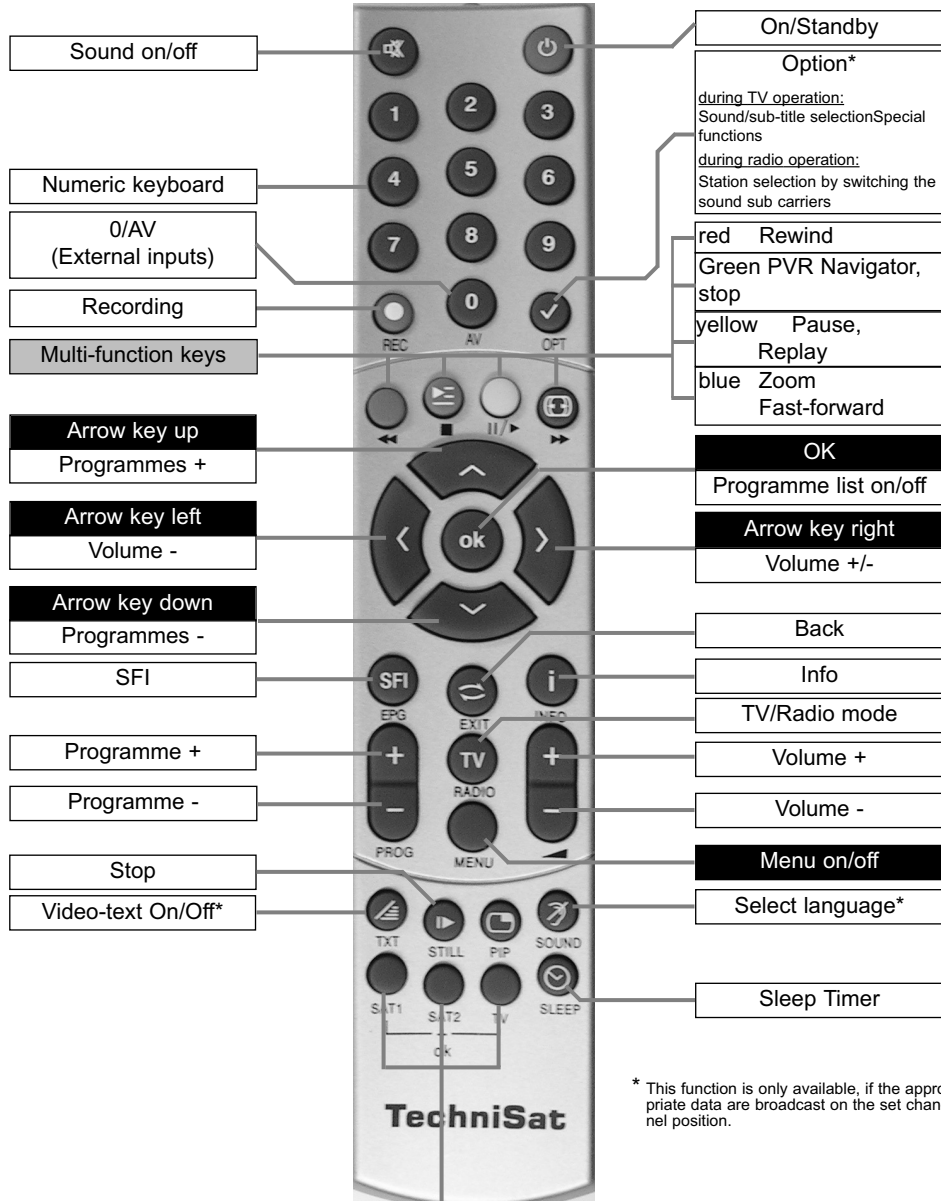 Sound on/off
Numeric keyboard
0/AV
(External inputs)
Recording
Multi-function keys
Arrow key up
Programmes +
Arrow key left
Volume -
Arrow key down
Programmes -
SFI
Programme +
Programme -
Stop
Video-text On/Off*
1 2 3
4 5 6
7 8 9
0
REC AV OPT
ok
SFI i
EPG EXIT INFO
+ TV +
RADIO
- -
PROG MENU
TXT STILL PIP SOUND
SAT1 SAT2 TV SLEEP
ok
TechniSat
On/Standby
Option*
during TV operation:
Sound/sub-title selectionSpecial
functions
during radio operation:
Station selection by switching the
sound sub carriers
red Rewind
Green PVR Navigator,
stop
yellow Pause,
Replay
blue Zoom
Fast-forward
OK
Programme list on/off
Arrow key right
Volume +/-
Back
Info
TV/Radio mode
Volume +
Volume -
Menu on/off
Select language*
Sleep Timer
* This function is only available, if the appro
priate data are broadcast on the set chan
nel position.